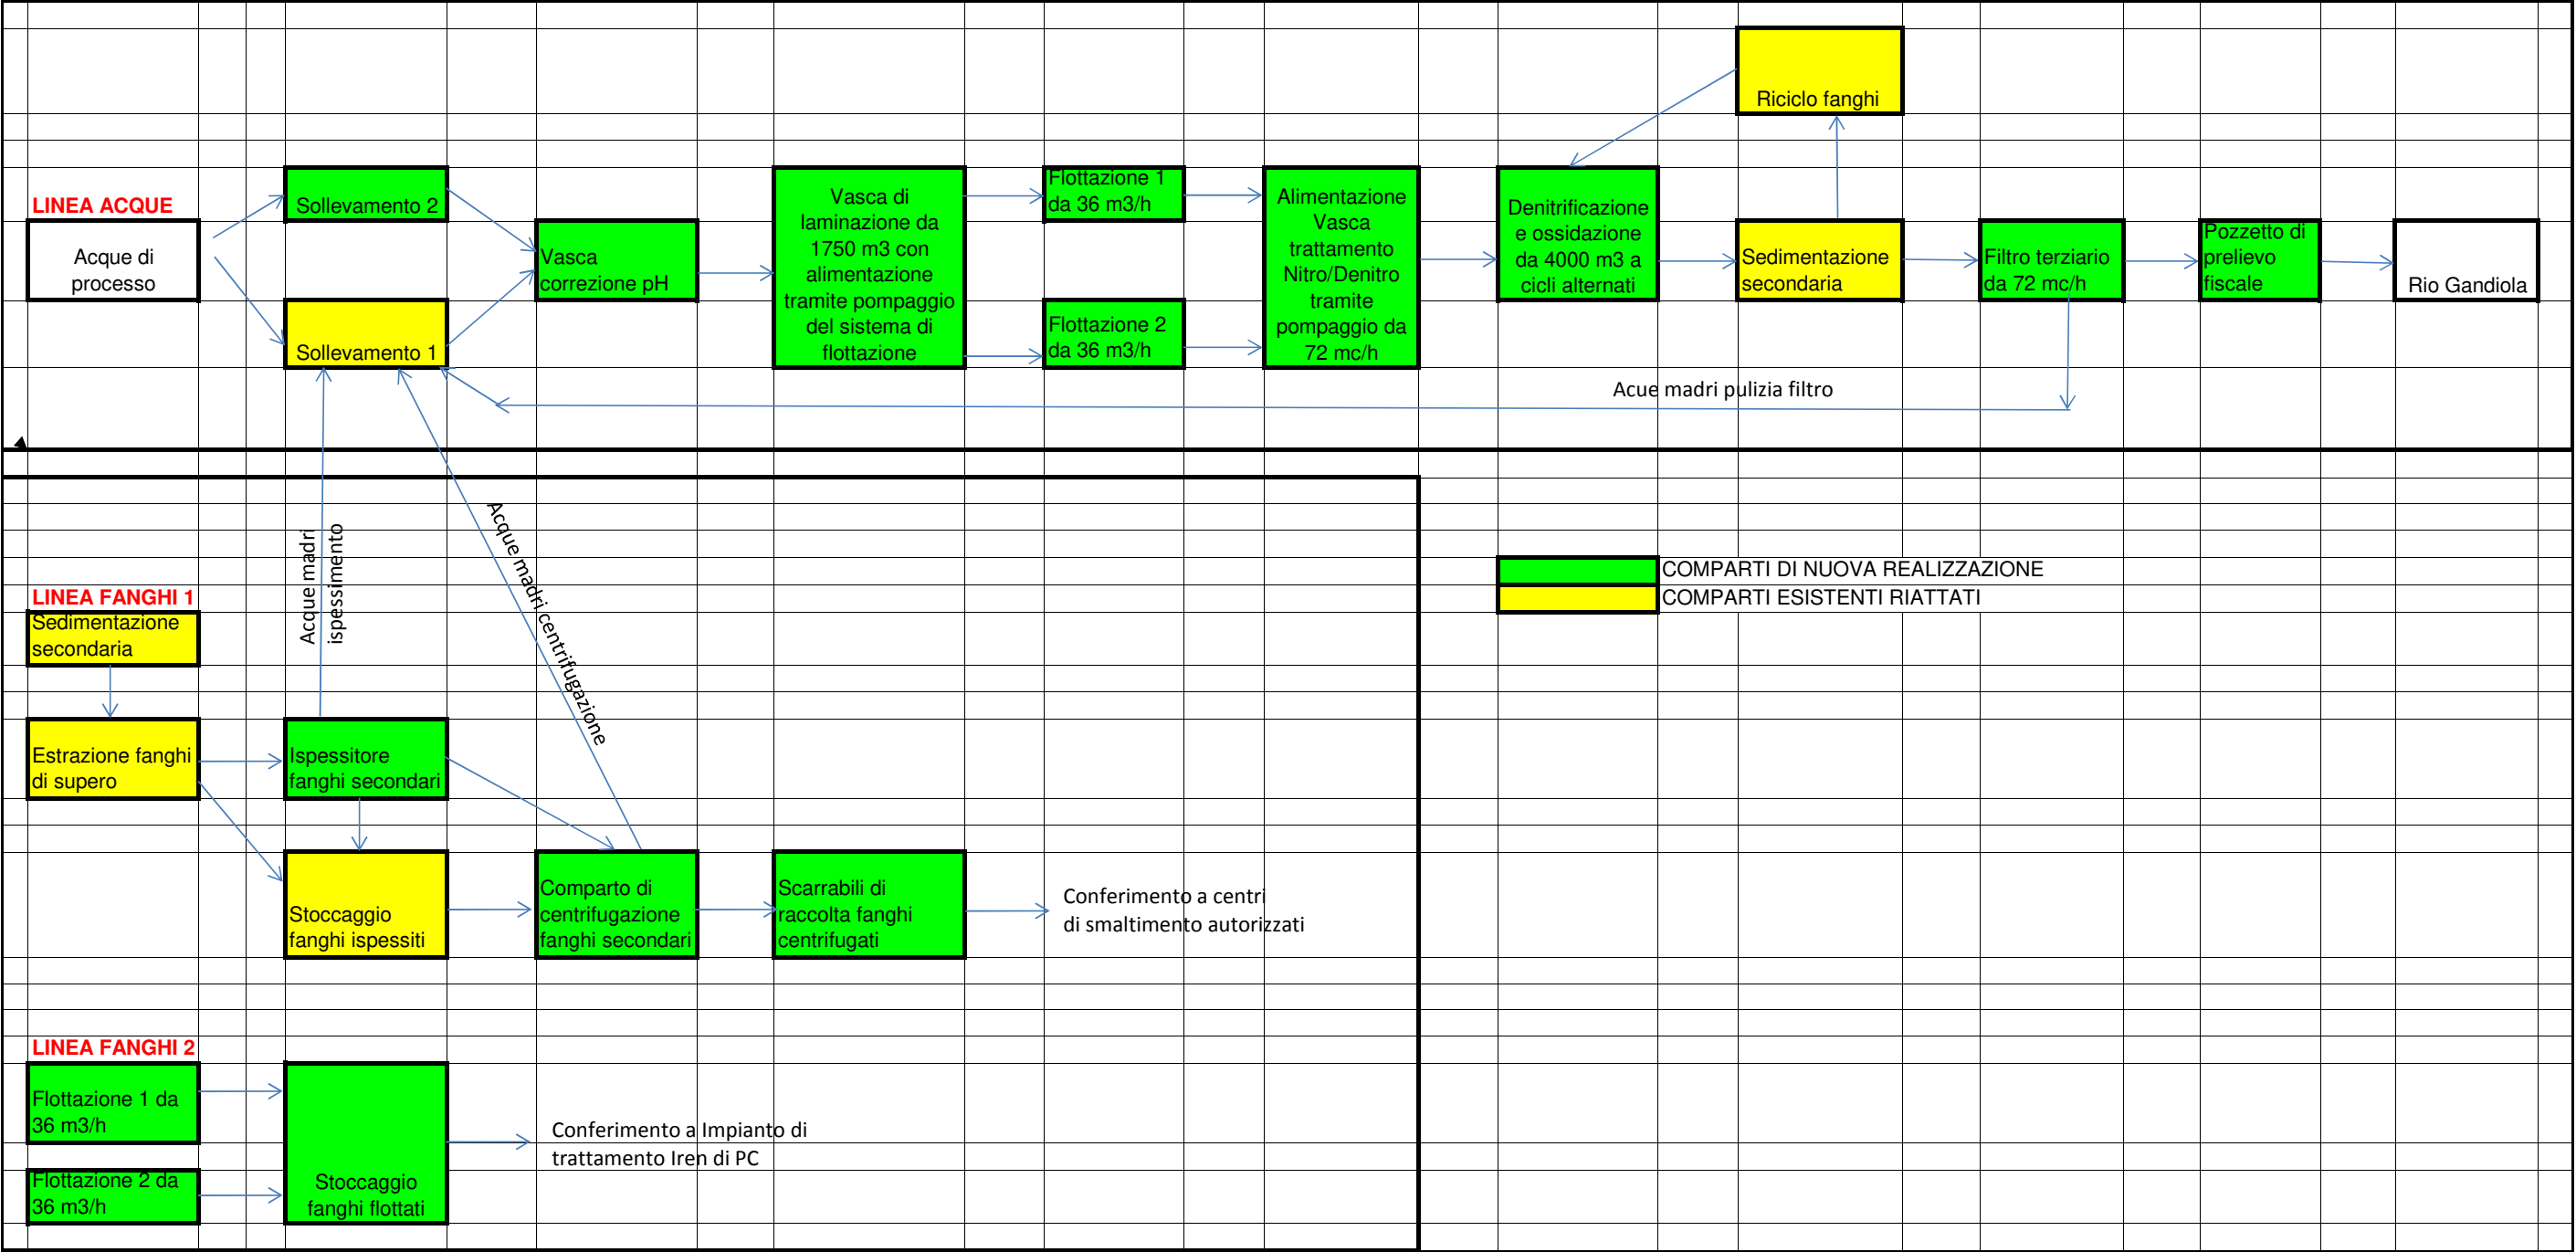 Riciclo fanghi
LINEA ACQUE
Acque di
processo
Sollevamento 2
Sollevamento 1
Vasca
correzione pH
Vasca di
laminazione da
1750 m3 con
alimentazione
tramite pompaggio
del sistema di
flottazione
Flottazione 1
da 36 m3/h
Flottazione 2
da 36 m3/h
Alimentazione
Vasca
trattamento
Nitro/Denitro
tramite
pompaggio da
72 mc/h
Denitrificazione
e ossidazione
da 4000 m3 a
cicli alternati
Sedimentazione
secondaria
Filtro terziario
da 72 mc/h
Pozzetto di
prelievo
fiscale
Rio Gandiola
Acue madri pulizia filtro
Acque madri
ispessimento
Acque madri centrifugazione
COMPARTI DI NUOVA REALIZZAZIONE
COMPARTI ESISTENTI RIATTATI
LINEA FANGHI 1
Sedimentazione
secondaria
Estrazione fanghi
di supero
Ispessitore
fanghi secondari
Stoccaggio
fanghi ispessiti
Comparto di
centrifugazione
fanghi secondari
Scarrabili di
raccolta fanghi
centrifugati
Conferimento a centri
di smaltimento autorizzati
LINEA FANGHI 2
Flottazione 1 da
36 m3/h
Flottazione 2 da
36 m3/h
Stoccaggio
fanghi flottati
Conferimento a Impianto di
trattamento Iren di PC